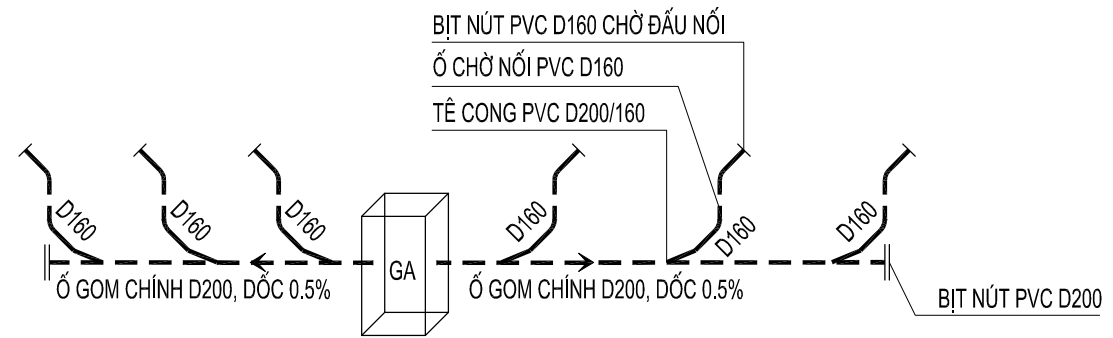 BỊT NÚT PVC D160 CHỜ ĐẤU NỐI
Ố CHỜ NỐI PVC D160
TÊ CONG PVC D200/160
D160
D160
D160
D160
D160
D160
GA
Ố GOM CHÍNH D200, DỐC 0.5%
Ố GOM CHÍNH D200, DỐC 0.5%
BỊT NÚT PVC D200